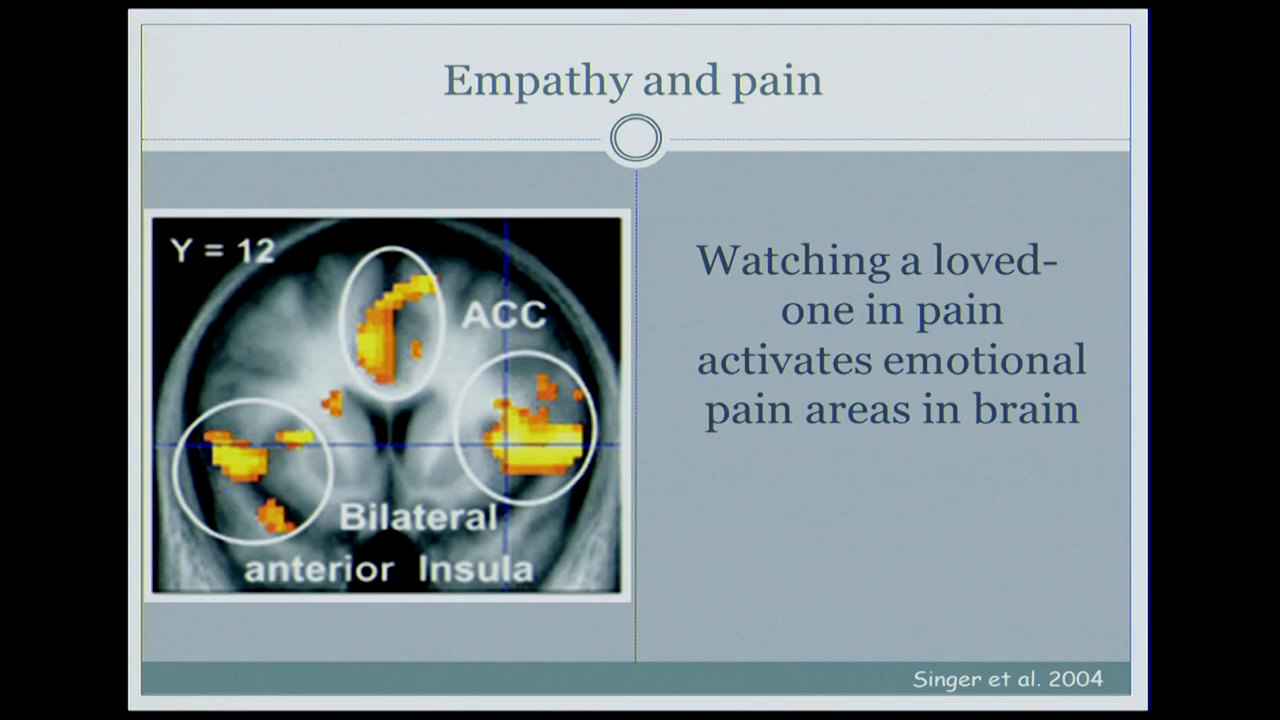 Empathy and pain
Y = 12
ACC
Bilateral
anterior Insula
Watching a loved-
one in pain
activates emotional
pain areas in brain
Singer et al. 2004